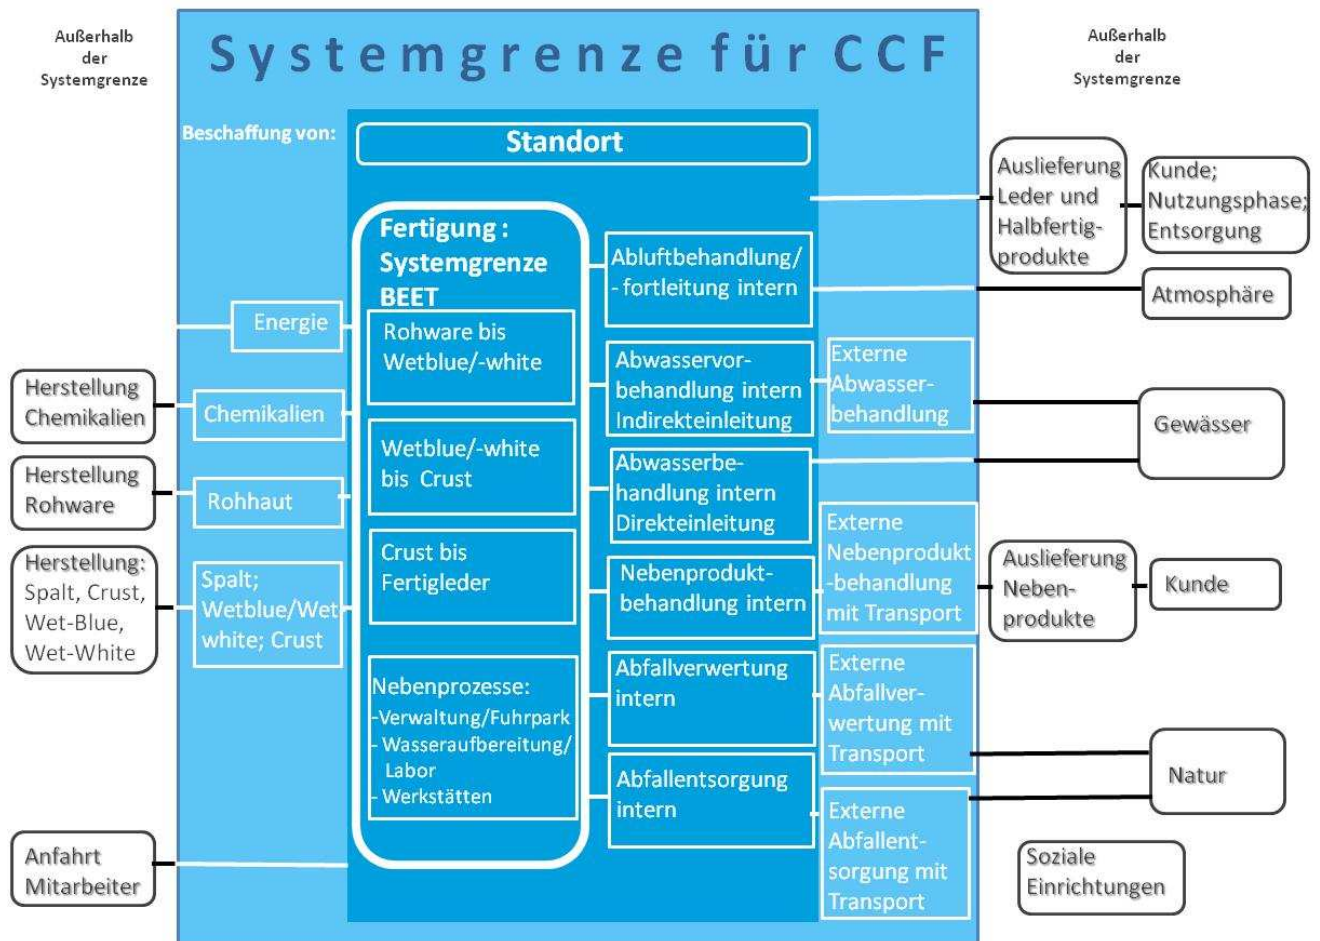 Außerhalb
der
Systemgrenze
Systemgrenze für CCF
Außerhalb
der
Systemgrenze
Beschaffung von:
Standort
Fertigung :
Systemgrenze
BEET
Rohware bis
Wetblue/-white
Wetblue/-white
bis Crust
Crust bis
Fertigleder
Nebenprozesse:
-Verwaltung/Fuhrpark
- Wasseraufbereitung/
Labor
- Werkstätten
Energie
Chemikalien
Rohhaut
Spalt;
Wetblue/Wet
white; Crust
Herstellung
Chemikalien
Herstellung
Rohware
Herstellung:
Spalt, Crust,
Wet-Blue,
Wet-White
Anfahrt
Mitarbeiter
Abluftbehandlung/
- fortleitung intern
Abwasservor-
behandlung intern
Indirekteinleitung
Abwasserbe-
handlung intern
Direkteinleitung
Nebenprodukt-
behandlung intern
Abfallverwertung
intern
Abfallentsorgung
intern
Externe
Abwasser-
behandlung
Externe
Nebenprodukt
-behandlung
mit Transport
Externe
Abfallver-
wertung mit
Transport
Externe
Abfallent-
sorgung mit
Transport
Auslieferung
Leder und
Halbfertig-
produkte
Kunde;
Nutzungsphase;
Entsorgung
Atmosphäre
Gewässer
Auslieferung
Neben-
produkte
Kunde
Natur
Soziale
Einrichtungen